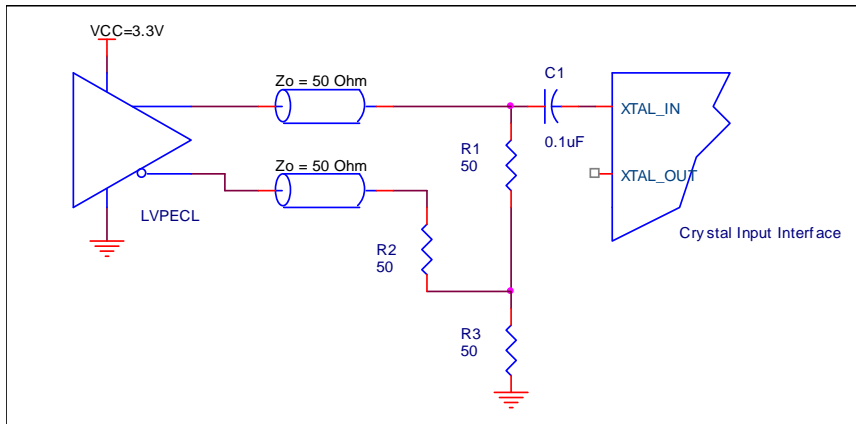 VCC=3.3V
Zo = 50 Ohm
C1
XTAL_IN
0.1uF
R1
50
Zo = 50 Ohm
XTAL_OUT
LVPECL
Crystal Input Interface
R2
50
R3
50